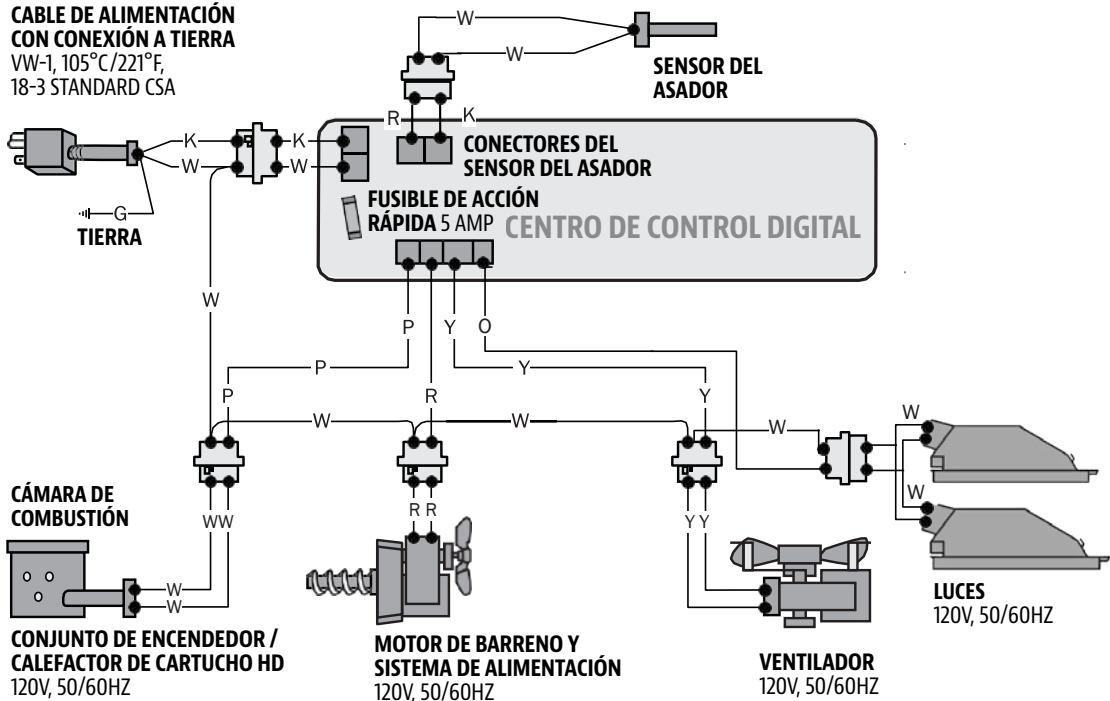 CABLE DE ALIMENTACIÓN
CON CONEXIÓN A TIERRA
VW-1, 105°C/221°F,
18-3 STANDARD CSA
W
W
SENSOR DEL
ASADOR
R
K
K
K
W
W
G
TIERRA
CONECTORES DEL
SENSOR DEL ASADOR
FUSIBLE DE ACCIÓN
RÁPIDA 5 AMP
CENTRO DE CONTROL DIGITAL
W
P
Y
O
P
Y
P
R
Y
W
W
W
W
W
CÁMARA DE
COMBUSTIÓN
WW
R R
Y Y
W
W
CONJUNTO DE ENCENDEDOR /
CALEFACTOR DE CARTUCHO HD
120V, 50/60HZ
MOTOR DE BARRENO Y
SISTEMA DE ALIMENTACIÓN
120V, 50/60HZ
VENTILADOR
120V, 50/60HZ
LUCES
120V, 50/60HZ